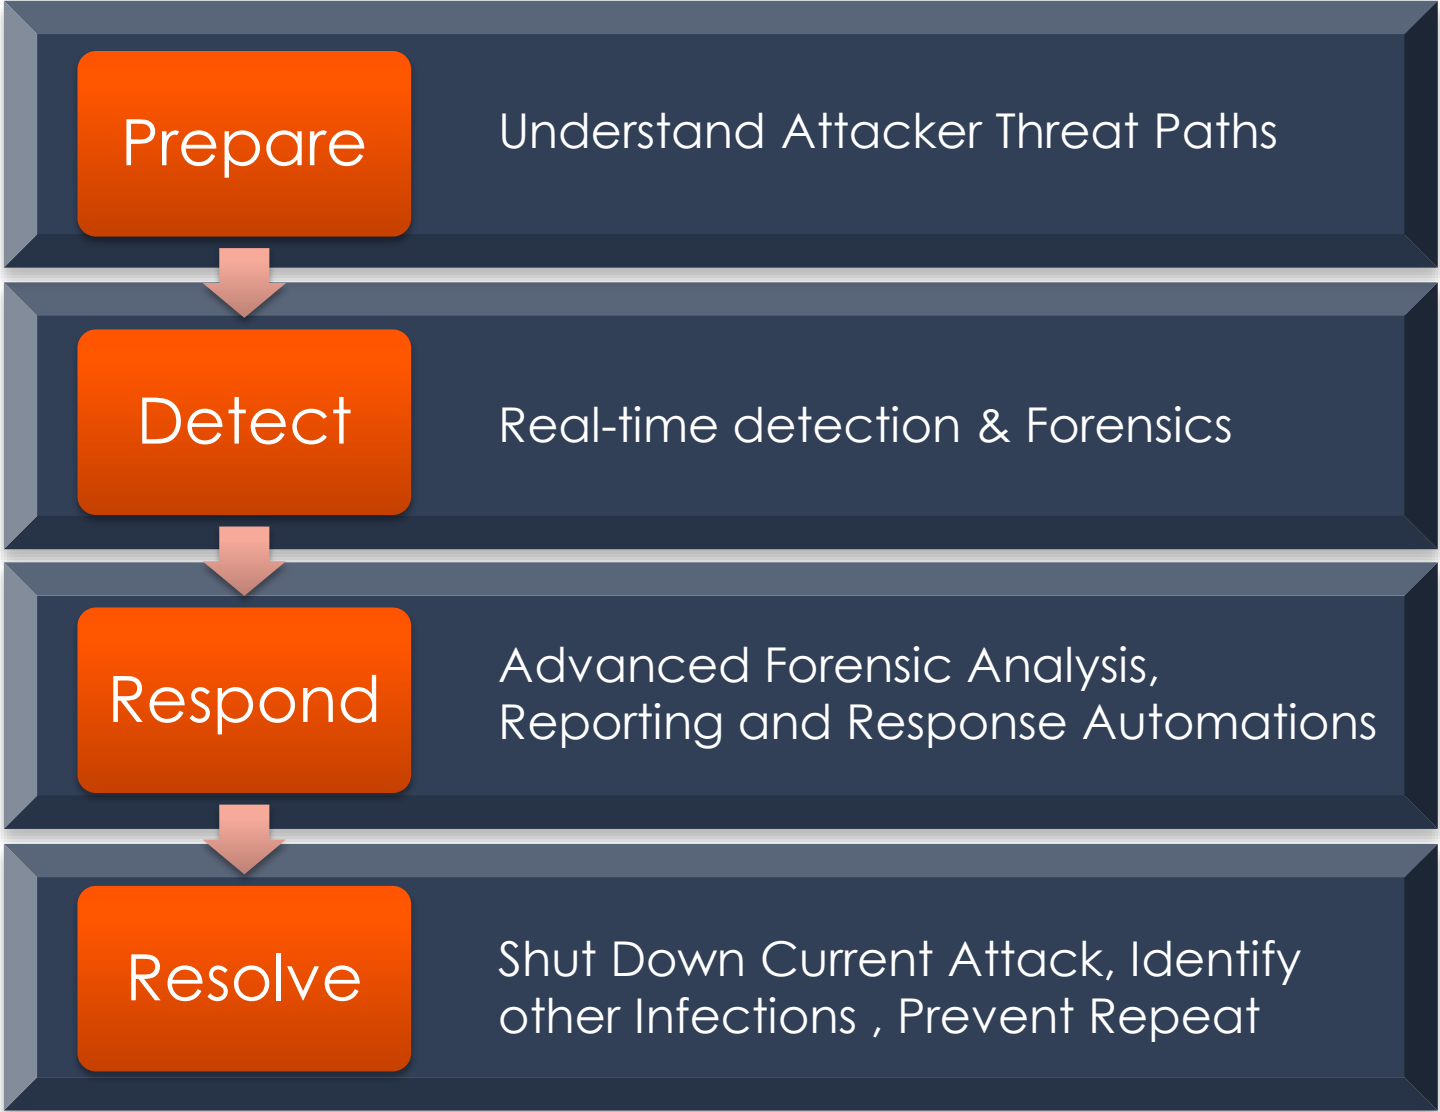 Prepare
Understand Attacker Threat Paths
Detect
Real-time detection & Forensics
Respond
Advanced Forensic Analysis,
Reporting and Response Automations
Resolve
Shut Down Current Attack, Identify
other Infections , Prevent Repeat